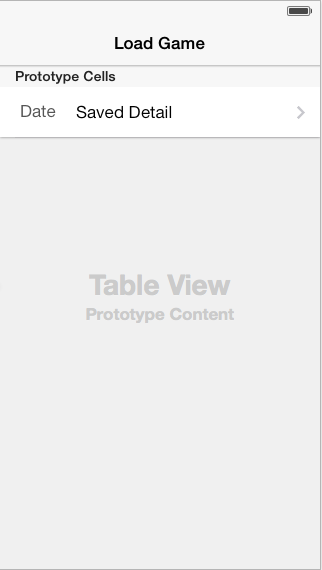 Load Game
Prototype Cells
Date Saved Detail
Table View
Prototype Content